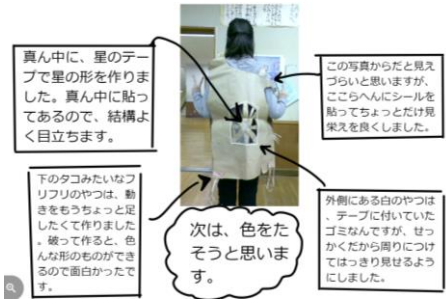 真ん中に、星のテー
プで星の形を作りま
した。真ん中に貼っ
てあるので、結構よ
く目立ちます。
この写真からだと見え
づらいと思いますが、
ここらへんにシールを
貼ってちょっとだけ見
栄えを良くしました。
下のタコみたいなフ
リフリのやつは、動
きをもうちょっと足
したくて作りました
。破って作ると、色
んな形のものができ
るので面白かったで
す。
次は、色をた
そうと思いま
す。
外側にある白のやつは
、テープに付いていた
ゴミなんですが、せっ
かくだから周りにつけ
てはっきり見せるよう
にしました。